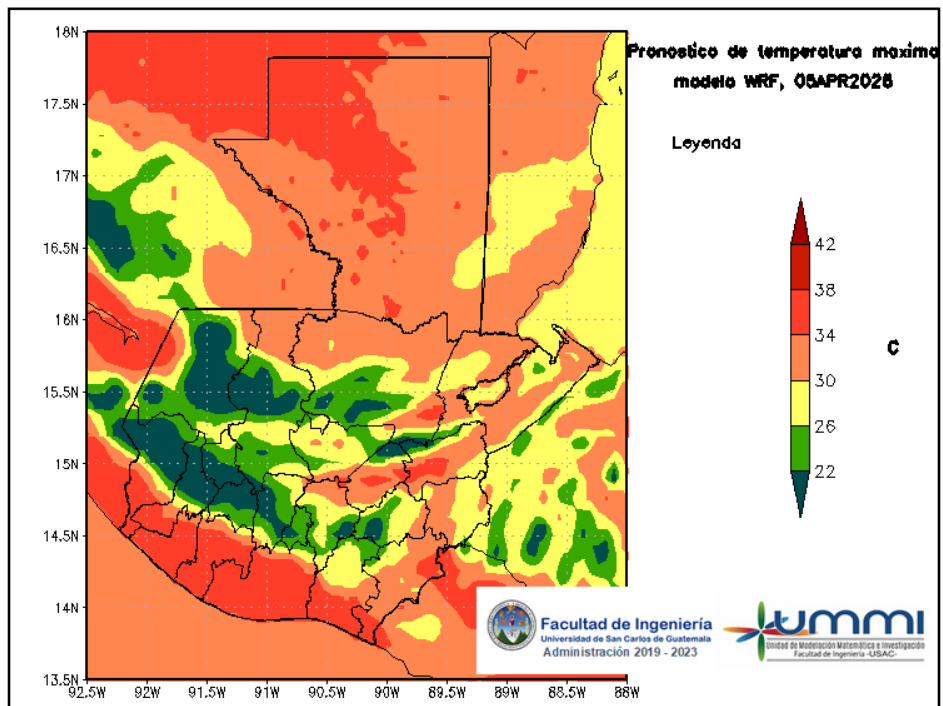 Pronostico de temperatura maxima
modelo WRF, 05APR2026
Leyenda
42
38
34
30
26
22
C
18N
17.5N
17N
16.5N
16N
15.5N
15N
14.5N
14N
13.5N
92.5W 92W 91.5W 91W 90.5W 90W 89.5W 89W 88.5W 88W
Facultad de Ingeniería
Universidad de San Carlos de Guatemala
Administración 2019 - 2023
UMMI
Unidad de Modelación Matemática e Investigación
Facultad de Ingeniería -USAC-